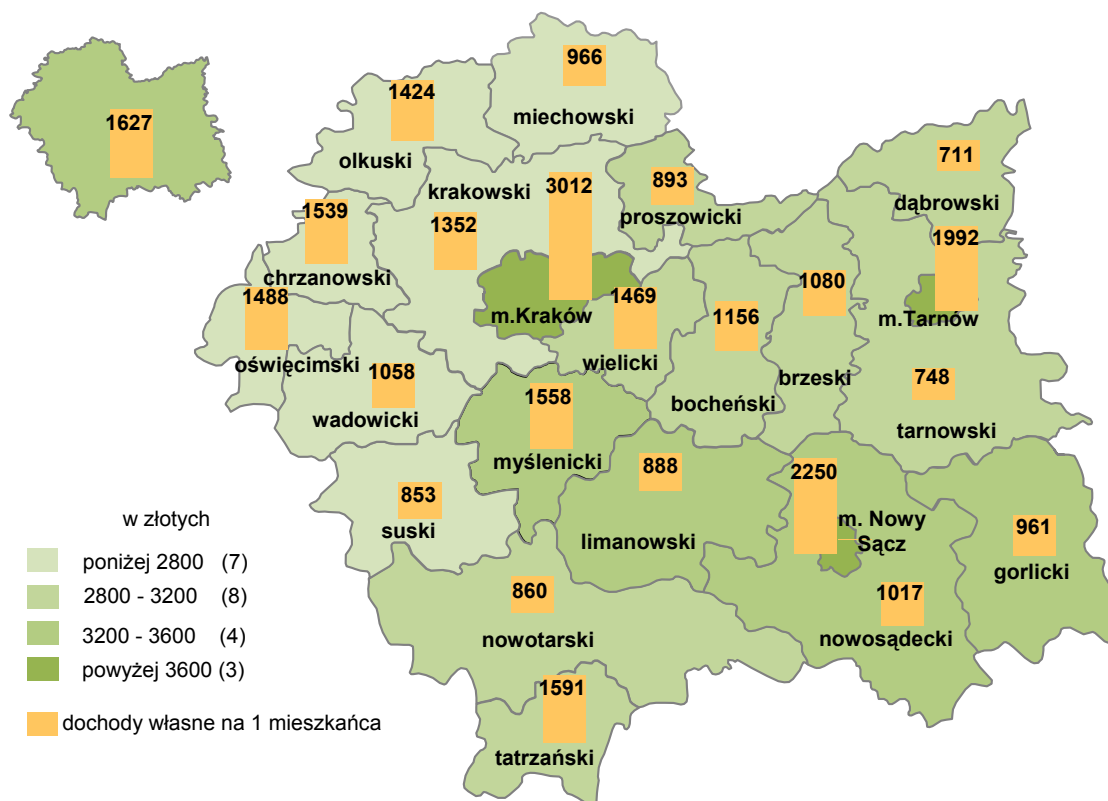 966
miechowski
1424
olkuski
1627
711
dąbrowski
krakowski
3012
893
proszowicki
1352
1539
chrzanowski
1992
m.Tarnów
1488
oświęcimski
m.Kraków
1469
wielicki
1156
bocheński
1080
brzeski
1058
wadowicki
1558
myślenicki
748
tarnowski
853
suski
888
limanowski
2250
m. Nowy
Sącz
961
gorlicki
860
nowotarski
1017
nowosądecki
1591
tatrzański
w złotych
poniżej 2800 (7)
2800 - 3200 (8)
3200 - 3600 (4)
powyżej 3600 (3)
dochody własne na 1 mieszkańca